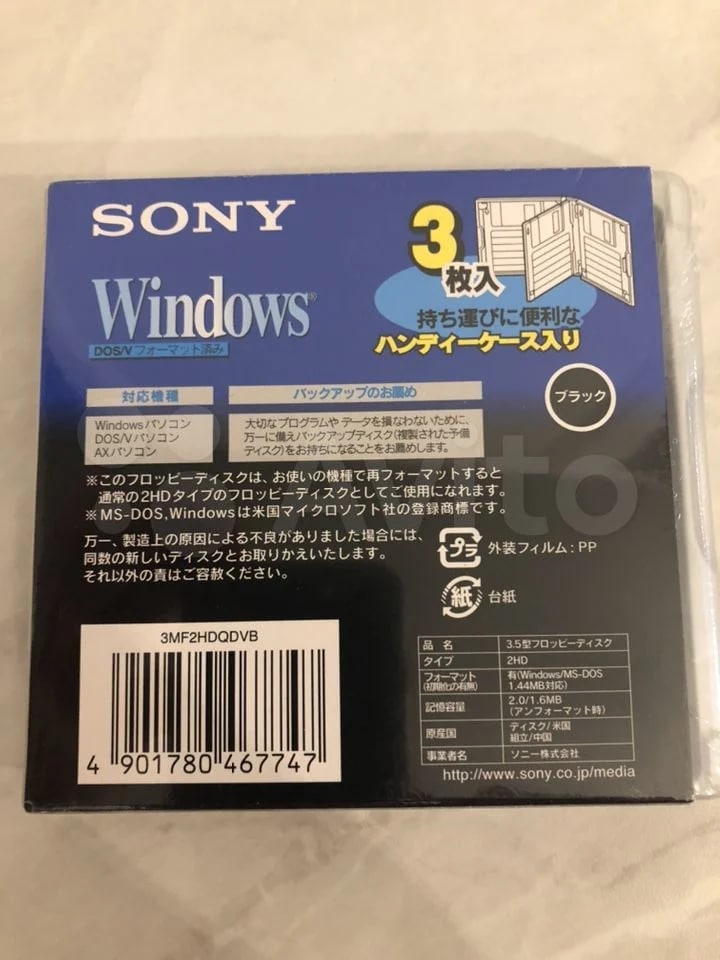 SONY
3
枚入
Windows®
DOS/V フォーマット済み
持ち運びに便利な
ハンディーケース入り
ブラック
対応機種
Windowsパソコン
DOS/Vパソコン
AXパソコン
バックアップのお薦め
大切なプログラムや データを損なわないために、
万一に備えバックアップディスク(複製された予備
ディスク)をお持ちになることをお薦めします。
※このフロッピーディスクは、お使いの機種で再フォーマットすると
通常の2HDタイプのフロッピーディスクとしてご使用になれます。
※MS-DOS,Windowsは米国マイクロソフト社の登録商標です。
万一、製造上の原因による不良がありました場合には、
同数の新しいディスクとお取りかえいたします。
それ以外の責はご容赦ください。
プラ 外装フィルム:PP
紙 台紙
3MF2HDQDVB
4 901780 467747
品 名 3.5型フロッピーディスク
タイプ 2HD
フォーマット 有(Windows/MS-DOS
(初期化の有無) 1.44MB対応)
記憶容量 2.0/1.6MB
(アンフォーマット時)
原産国 ディスク/米国
組立/中国
事業者名 ソニー株式会社
http://www.sony.co.jp/media
Avito